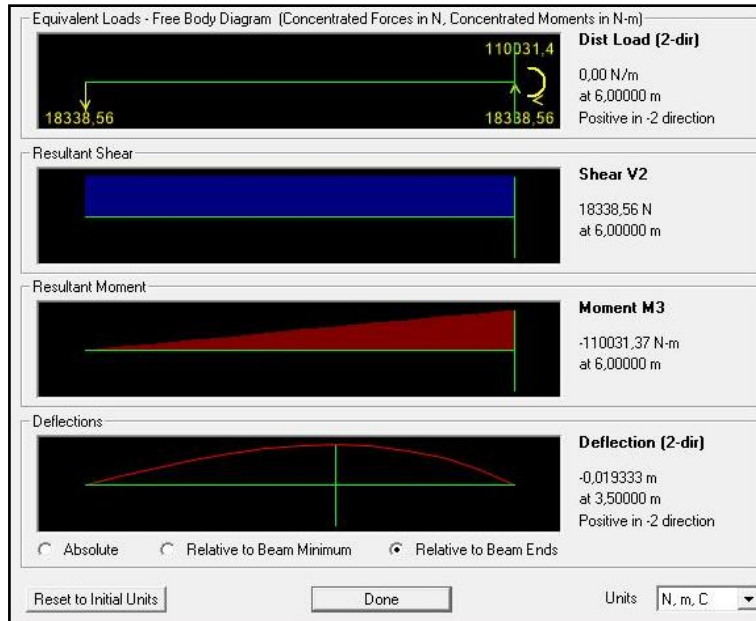 Equivalent Loads - Free Body Diagram (Concentrated Forces in N, Concentrated Moments in N-m)
110031,4
18338,56
18338,56
Dist Load (2-dir)
0,00 N/m
at 6,00000 m
Positive in -2 direction
Resultant Shear
Shear V2
18338,56 N
at 6,00000 m
Resultant Moment
Moment M3
-110031,37 N-m
at 6,00000 m
Deflections
Deflection (2-dir)
-0,019333 m
at 3,50000 m
Positive in -2 direction
Absolute Relative to Beam Minimum Relative to Beam Ends
Reset to Initial Units Done Units N, m, C